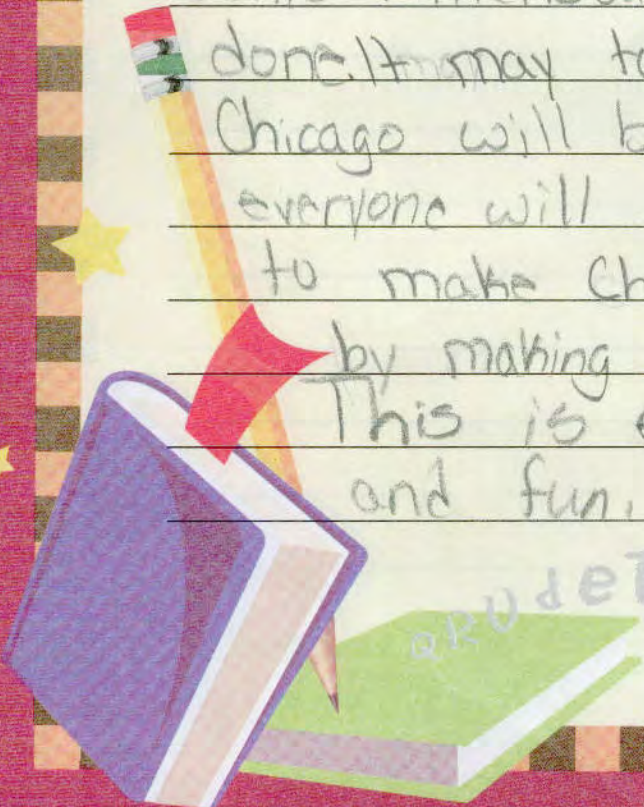 done. It may
Chicago will
everyone will
to make Ch
by making
This is
and fun.